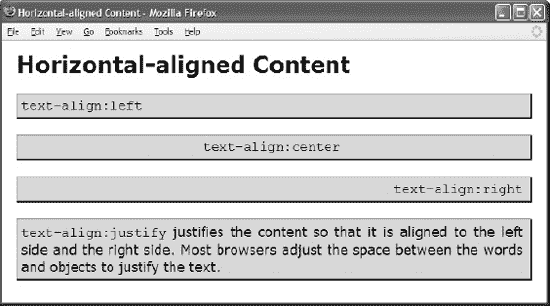 Horizontal-aligned Content - Mozilla Firefox
File Edit View Go Bookmarks Tools Help
Horizontal-aligned Content
text-align:left
text-align:center
text-align:right
text-align:justify justifies the content so that it is aligned to the left
side and the right side. Most browsers adjust the space between the words
and objects to justify the text.